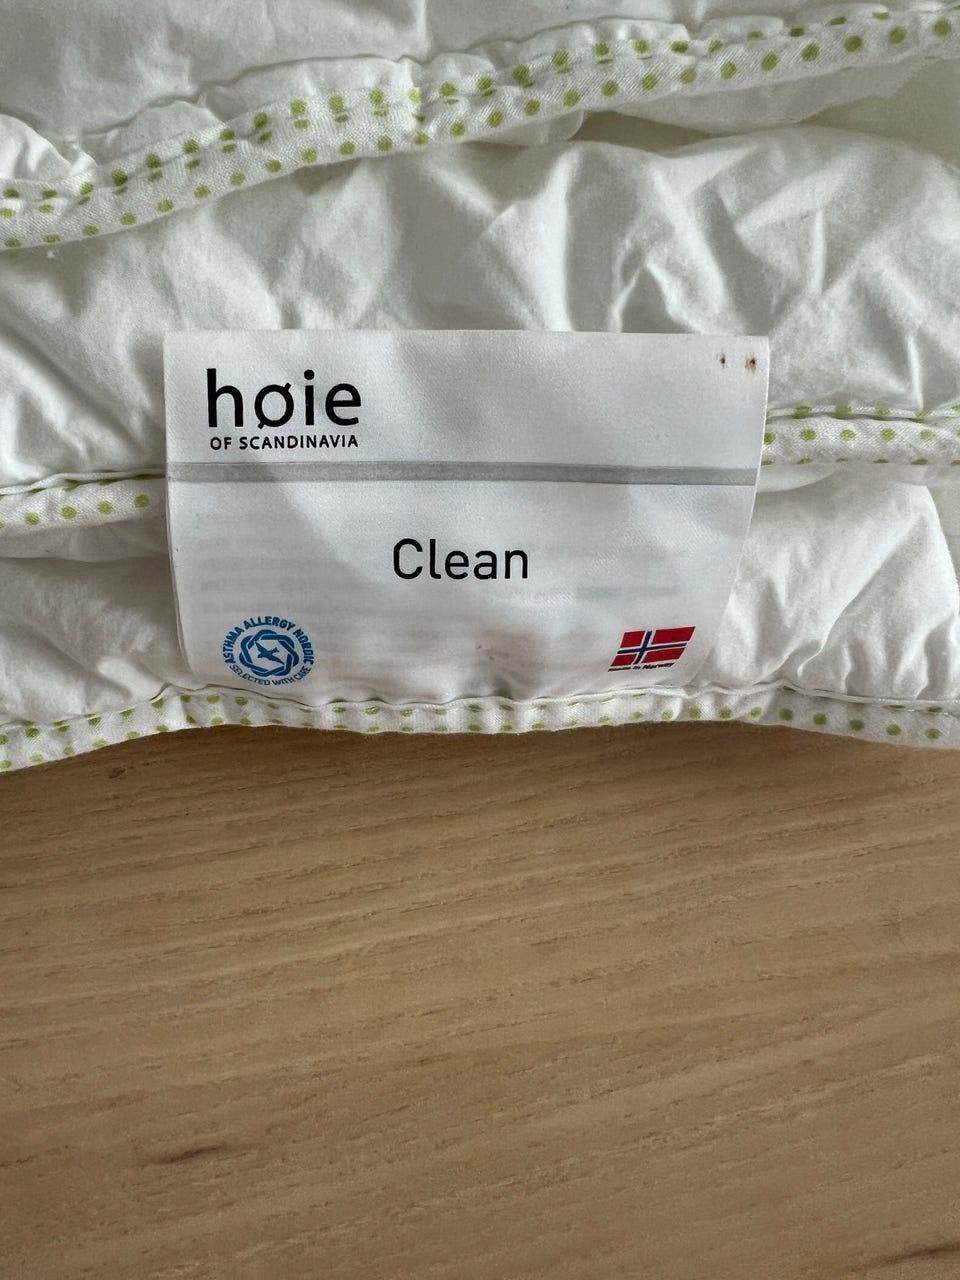 høie
OF SCANDINAVIA
Clean
ASTHMA ALLERGY NORDIC
SELECTED WITH CARE
Made in Norway